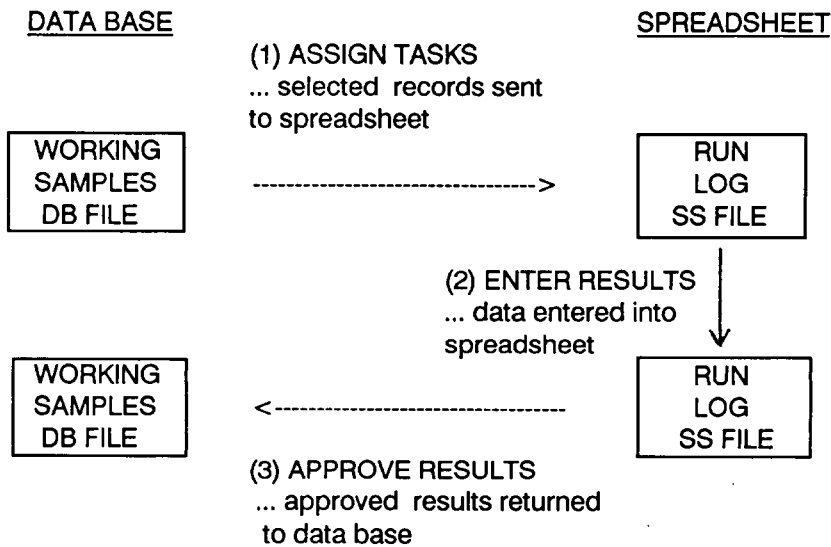 DATA BASE
SPREADSHEET
(1) ASSIGN TASKS
... selected records sent
to spreadsheet
WORKING
SAMPLES
DB FILE
RUN
LOG
SS FILE
(2) ENTER RESULTS
... data entered into
spreadsheet
WORKING
SAMPLES
DB FILE
RUN
LOG
SS FILE
(3) APPROVE RESULTS
... approved results returned
to data base